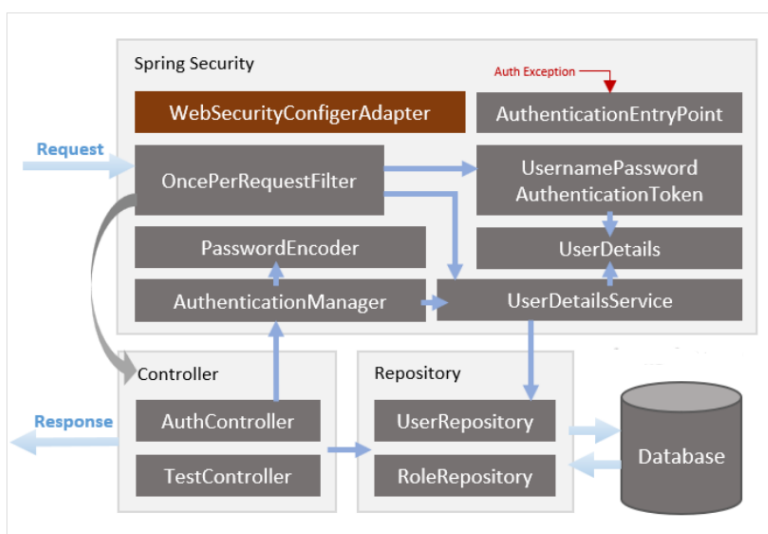 Spring Security
Auth Exception
WebSecurityConfigerAdapter
AuthenticationEntryPoint
Request
OncePerRequestFilter
UsernamePassword
AuthenticationToken
PasswordEncoder
UserDetails
AuthenticationManager
UserDetailsService
Controller
Repository
Response
AuthController
UserRepository
TestController
RoleRepository
Database